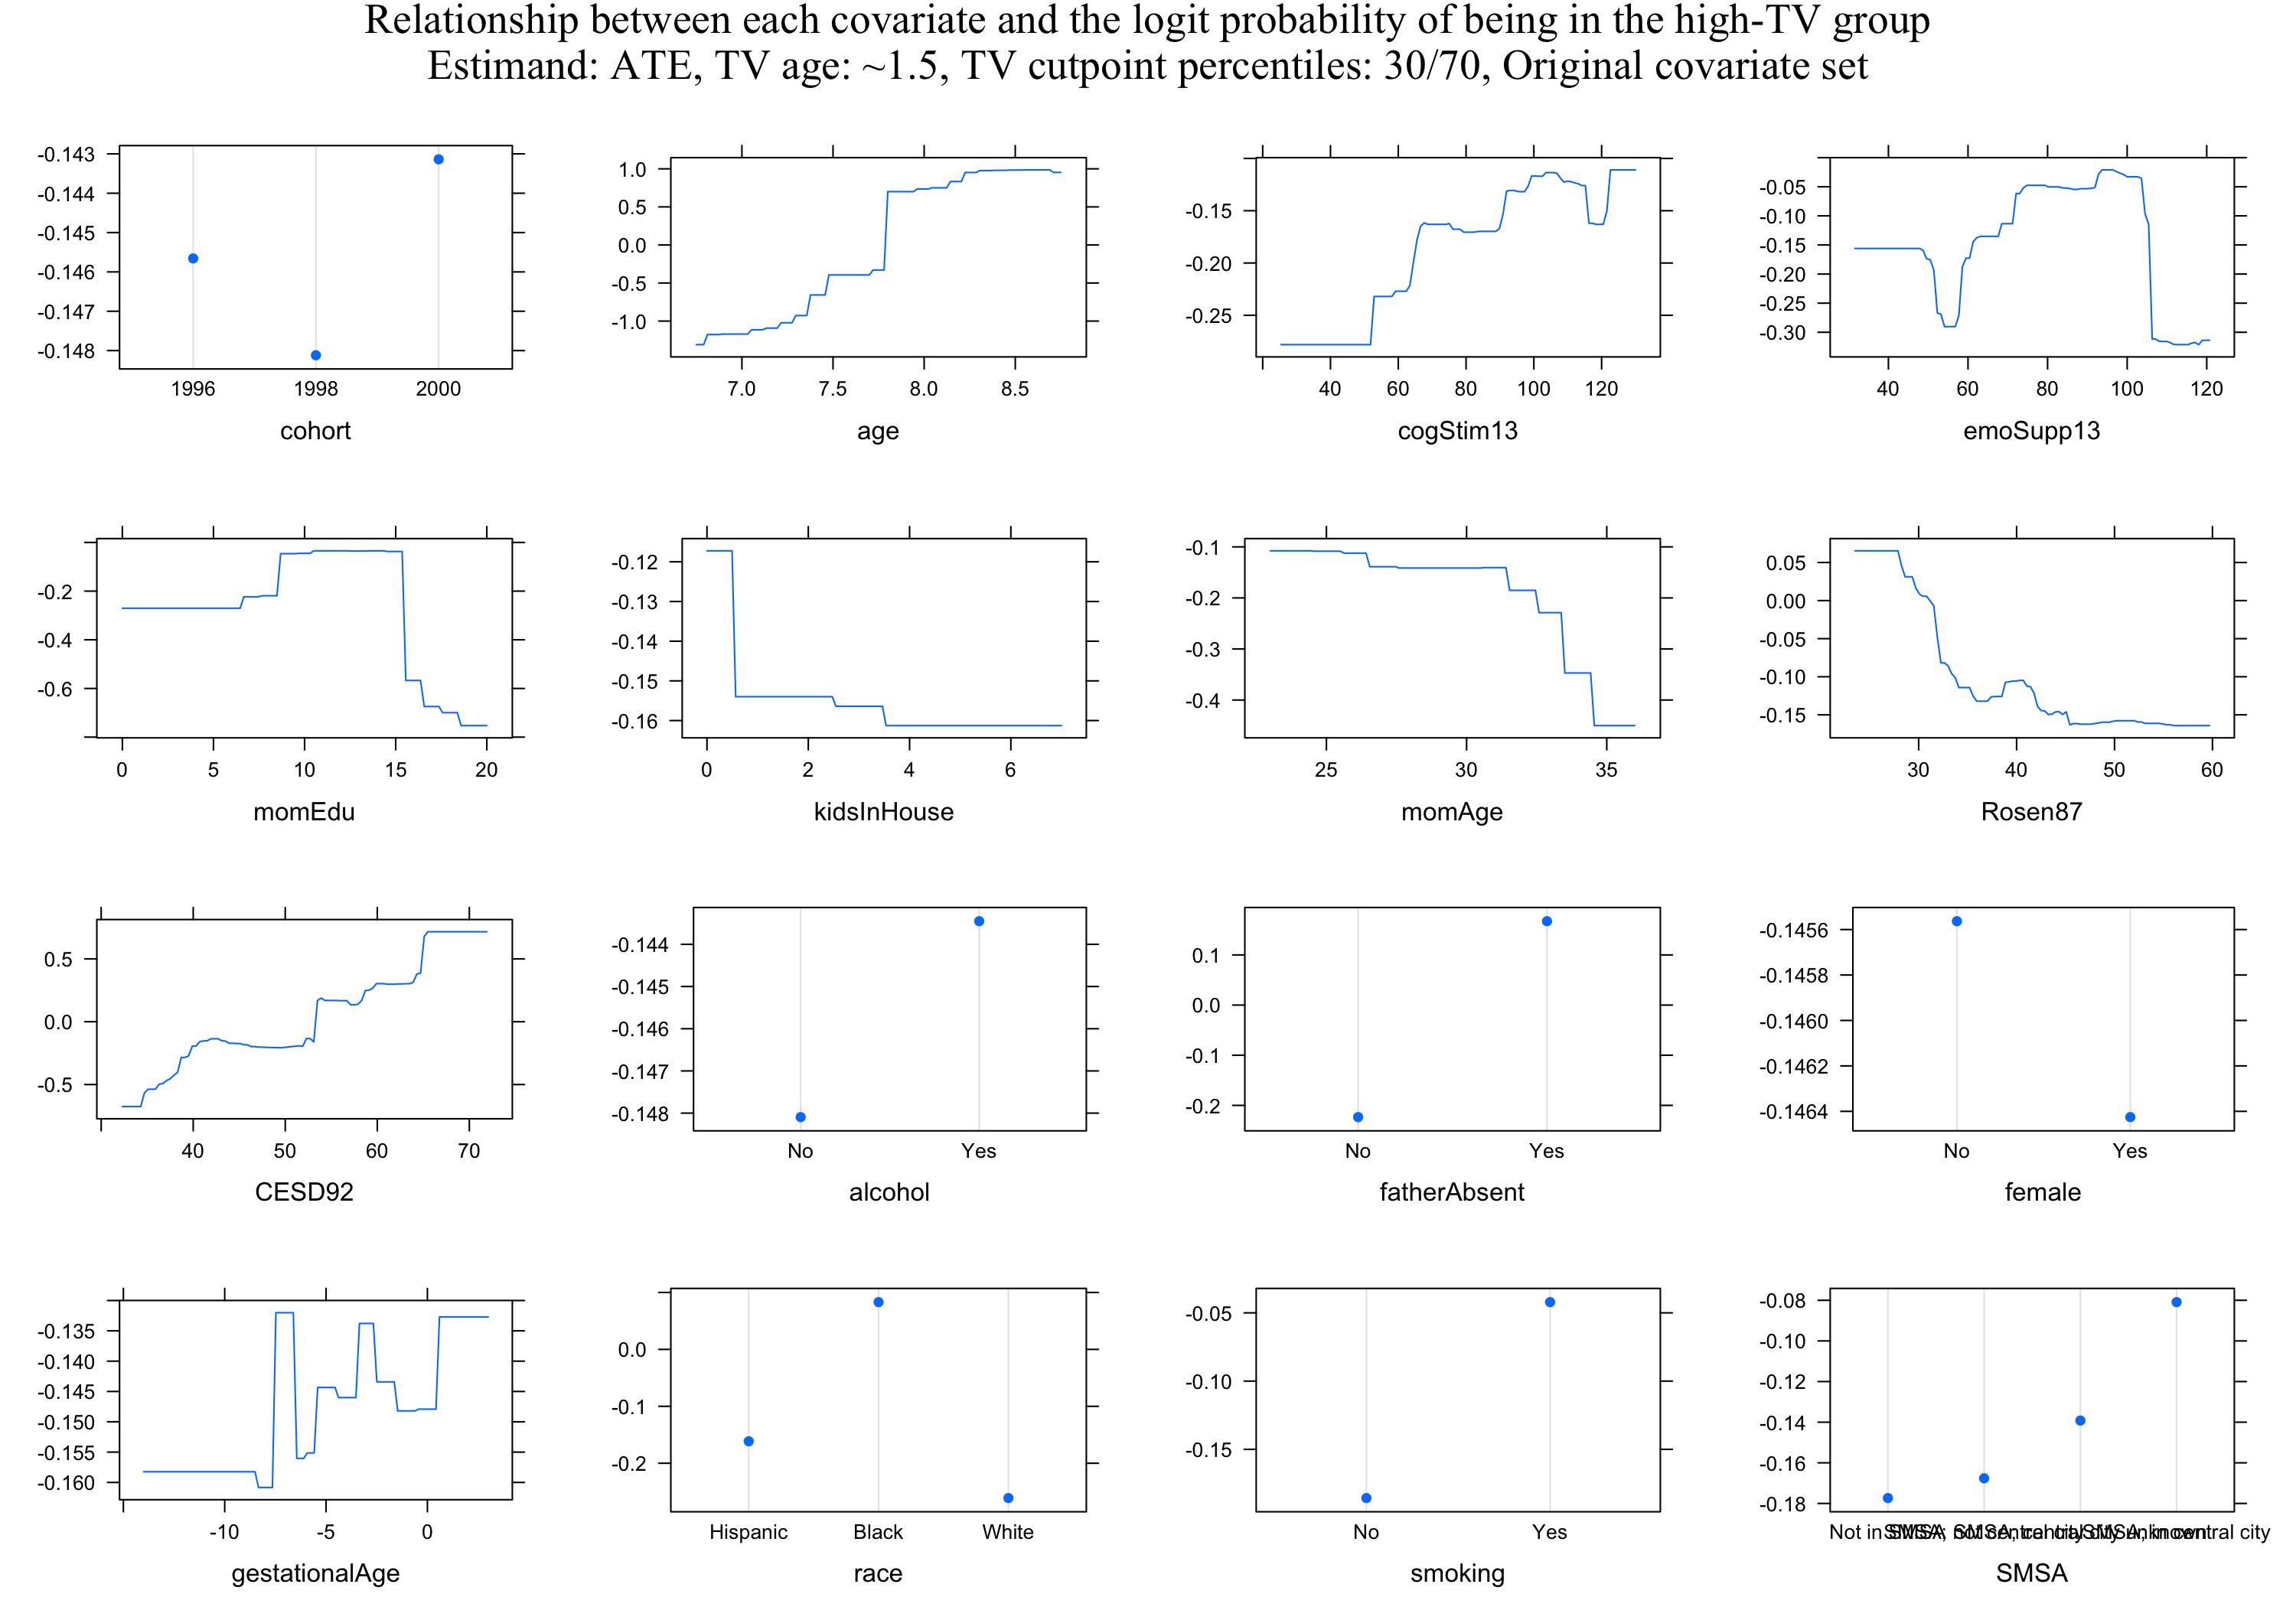 Relationship between each covariate and the logit probability of being in the high-TV group
Estimand: ATE, TV age: ~1.5, TV cutpoint percentiles: 30/70, Original covariate set
-0.143
-0.144
-0.145
-0.146
-0.147
-0.148
1996 1998 2000
cohort
1.0
0.5
0.0
-0.5
-1.0
7.0 7.5 8.0 8.5
age
-0.15
-0.20
-0.25
40 60 80 100 120
cogStim13
-0.05
-0.10
-0.15
-0.20
-0.25
-0.30
40 60 80 100 120
emoSupp13
-0.2
-0.4
-0.6
0 5 10 15 20
momEdu
-0.12
-0.13
-0.14
-0.15
-0.16
0 2 4 6
kidsInHouse
-0.1
-0.2
-0.3
-0.4
25 30 35
momAge
0.05
0.00
-0.05
-0.10
-0.15
30 40 50 60
Rosen87
0.5
0.0
-0.5
40 50 60 70
CESD92
-0.144
-0.145
-0.146
-0.147
-0.148
No Yes
alcohol
0.1
0.0
-0.1
-0.2
No Yes
fatherAbsent
-0.1456
-0.1458
-0.1460
-0.1462
-0.1464
No Yes
female
-0.135
-0.140
-0.145
-0.150
-0.155
-0.160
-10 -5 0
gestationalAge
0.0
-0.1
-0.2
Hispanic Black White
race
-0.05
-0.10
-0.15
No Yes
smoking
-0.08
-0.10
-0.12
-0.14
-0.16
-0.18
Not in SMSA central city
SMSA